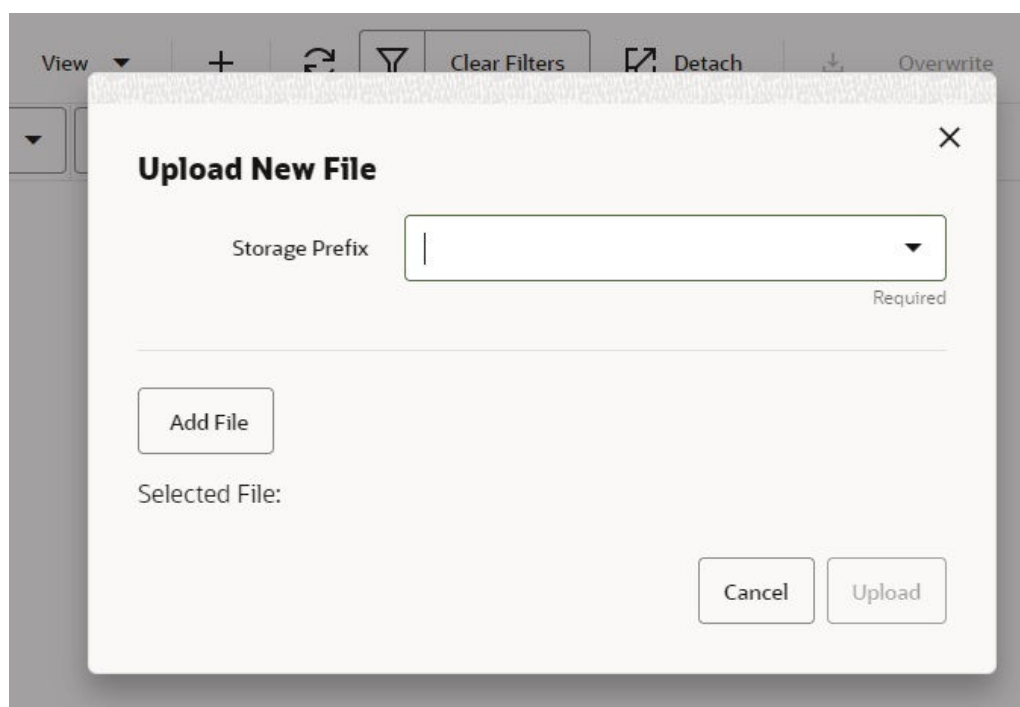 View Clear Filters Detach Overwrite
Upload New File
Storage Prefix
Required
Add File
Selected File:
Cancel Upload